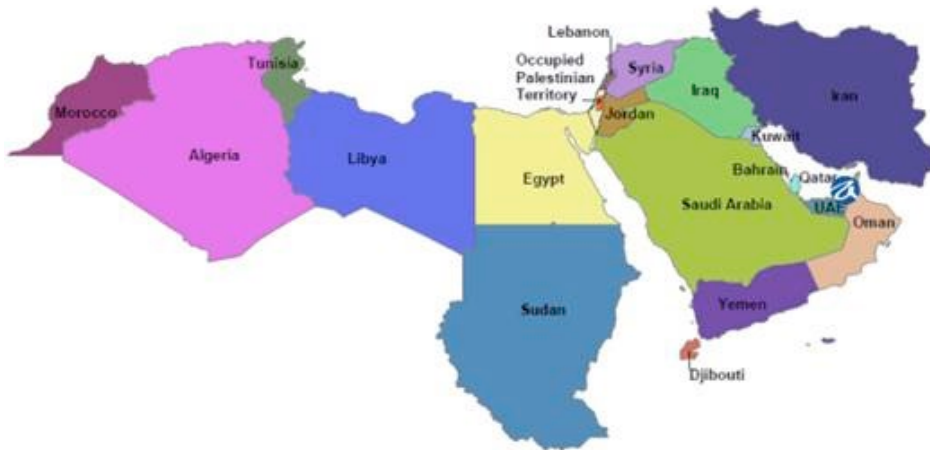 Lebanon
Occupied
Palestinian
Territory
Syria
Iraq
Iran
Tunisia
Morocco
Algeria
Libya
Egypt
Jordan
Kuwait
Bahrain
Qatar
UAE
Saudi Arabia
Oman
Sudan
Yemen
Djibouti